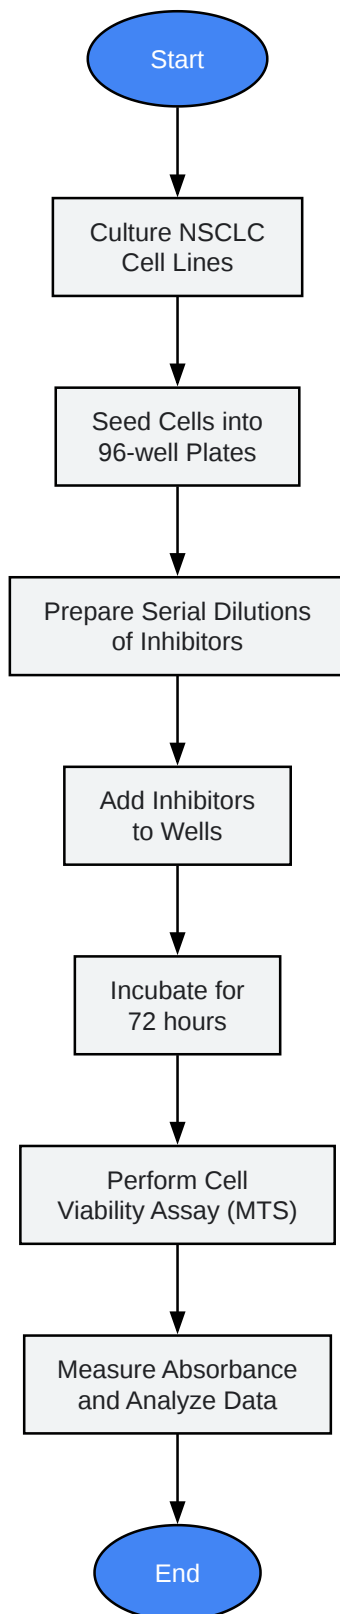 Start
Culture NSCLC
Cell Lines
Seed Cells into
96-well Plates
Prepare Serial Dilutions
of Inhibitors
Add Inhibitors
to Wells
Incubate for
72 hours
Perform Cell
Viability Assay (MTS)
Measure Absorbance
and Analyze Data
End